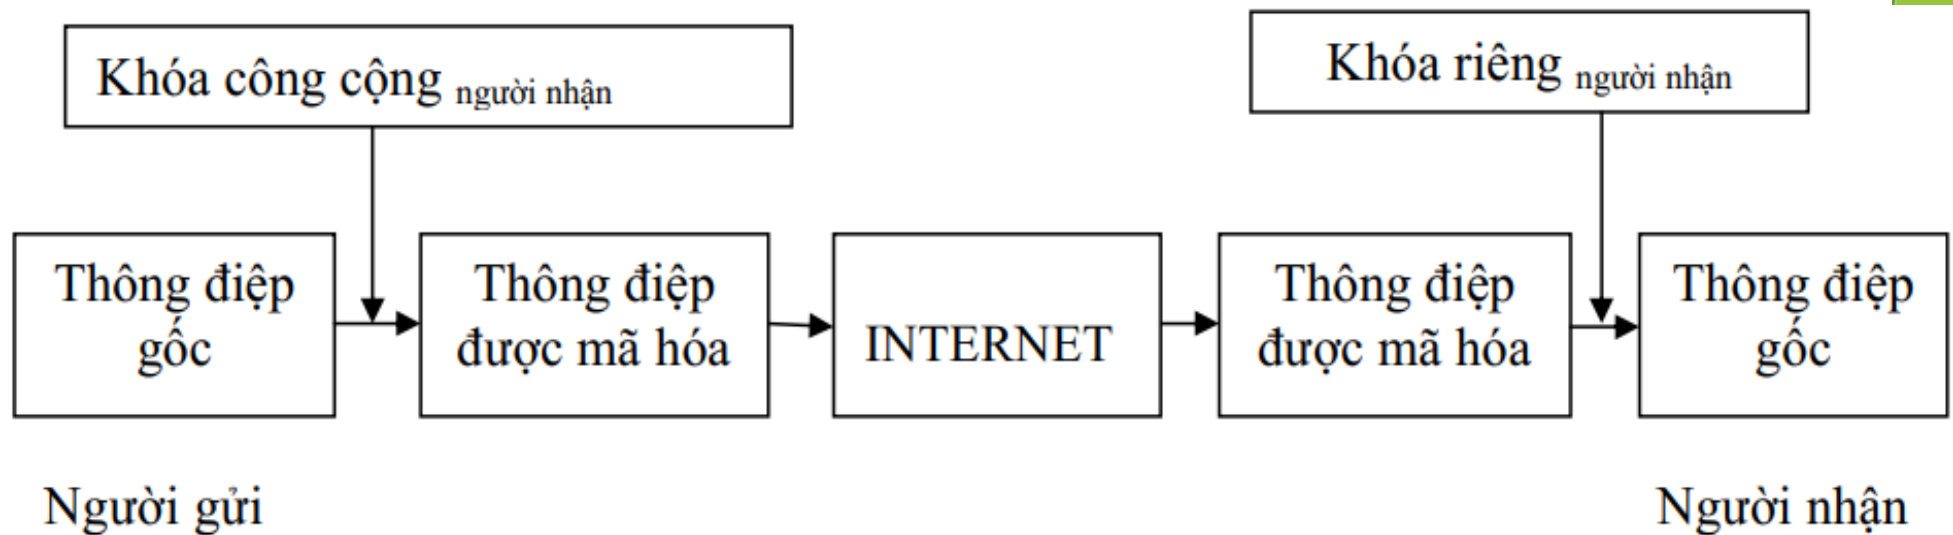 Khóa công cộng người nhận
Khóa riêng người nhận
Thông điệp
gốc
Thông điệp
được mã hóa
INTERNET
Thông điệp
được mã hóa
Thông điệp
gốc
Người gửi
Người nhận